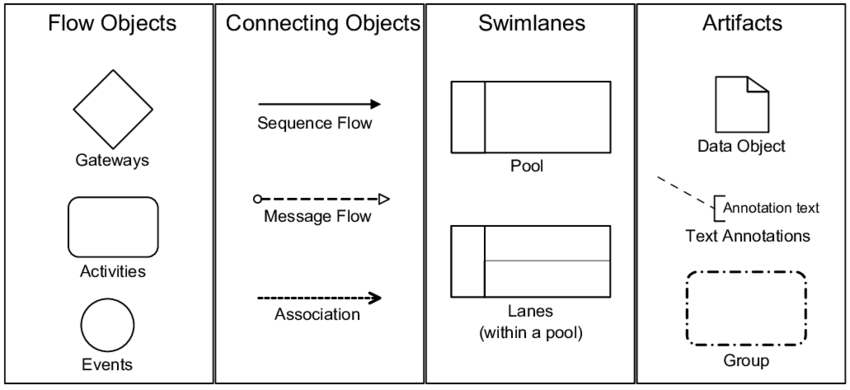 Flow Objects
Gateways
Activities
Events
Connecting Objects
Sequence Flow
Message Flow
Association
Swimlanes
Pool
Lanes
(within a pool)
Artifacts
Data Object
Annotation text
Text Annotations
Group